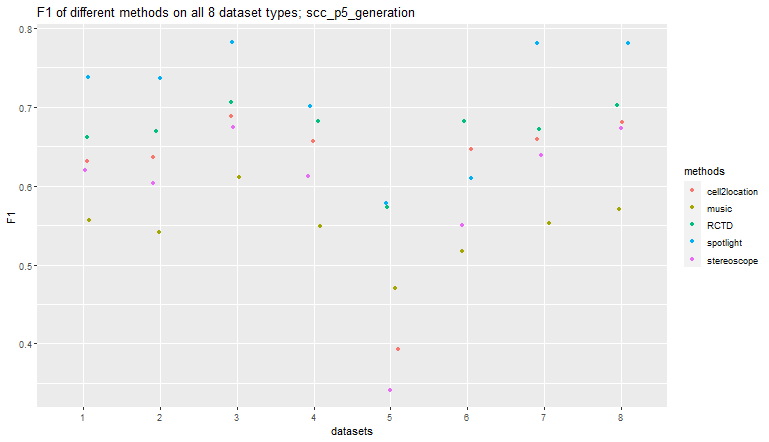 F1 of different methods on all 8 dataset types; scc_p5_generation
0.8
0.7
0.6
0.5
0.4
F1
1 2 3 4 5 6 7 8
datasets
methods
cell2location
music
RCTD
spotlight
stereoscope